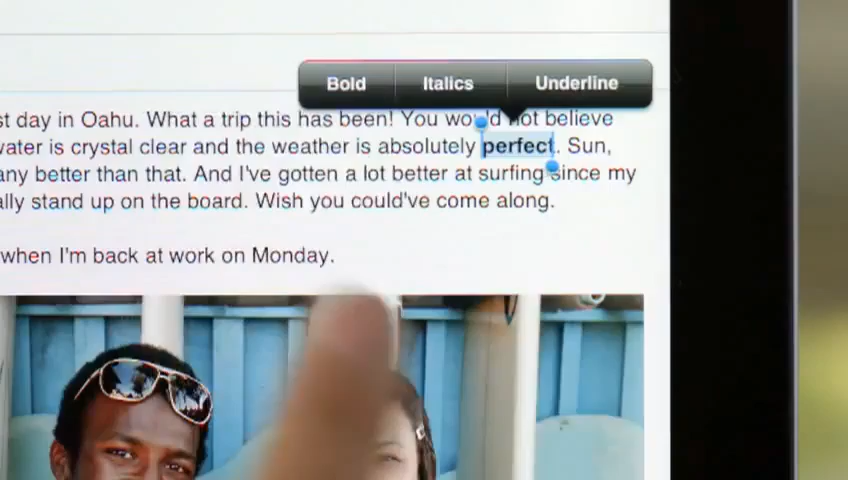 Bold Italics Underline
st day in Oahu. What a trip this has been! You would not believe
water is crystal clear and the weather is absolutely perfect. Sun,
any better than that. And I've gotten a lot better at surfing since my
ally stand up on the board. Wish you could've come along.
when I'm back at work on Monday.